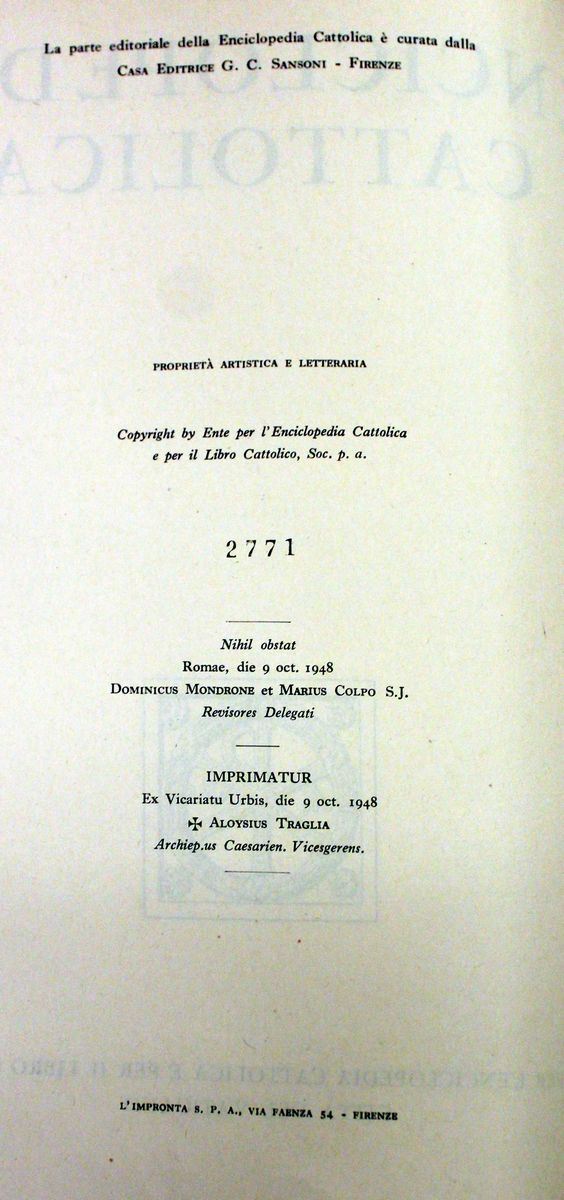 La parte editoriale della Enciclopedia Cattolica è curata dalla
Casa Editrice G. C. Sansoni - Firenze
PROPRIETÀ ARTISTICA E LETTERARIA
Copyright by Ente per l'Enciclopedia Cattolica
e per il Libro Cattolico, Soc. p. a.
2771
Nihil obstat
Romae, die 9 oct. 1948
Dominicus Mondrone et Marius Colpo S.J.
Revisores Delegati
IMPRIMATUR
Ex Vicariatu Urbis, die 9 oct. 1948
✠ Aloysius Traglia
Archiep.us Caesarien. Vicesgerens.
L'IMPRONTA S. P. A., VIA FAENZA 54 - FIRENZE